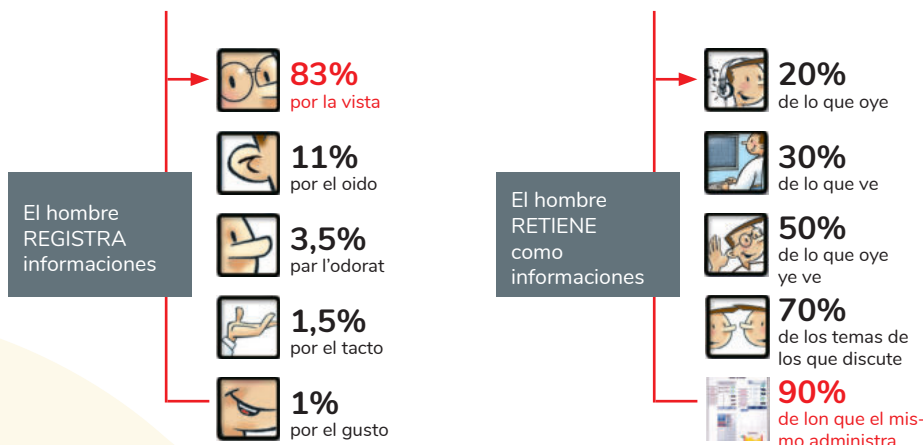 El hombre
REGISTRA
informaciones
83%
por la vista
11%
por el oido
3,5%
par l'odorat
1,5%
por el tacto
1%
por el gusto
El hombre
RETIENE
como
informaciones
20%
de lo que oye
30%
de lo que ve
50%
de lo que oye
ye ve
70%
de los temas de
los que discute
90%
de lon que el mis-
mo administra